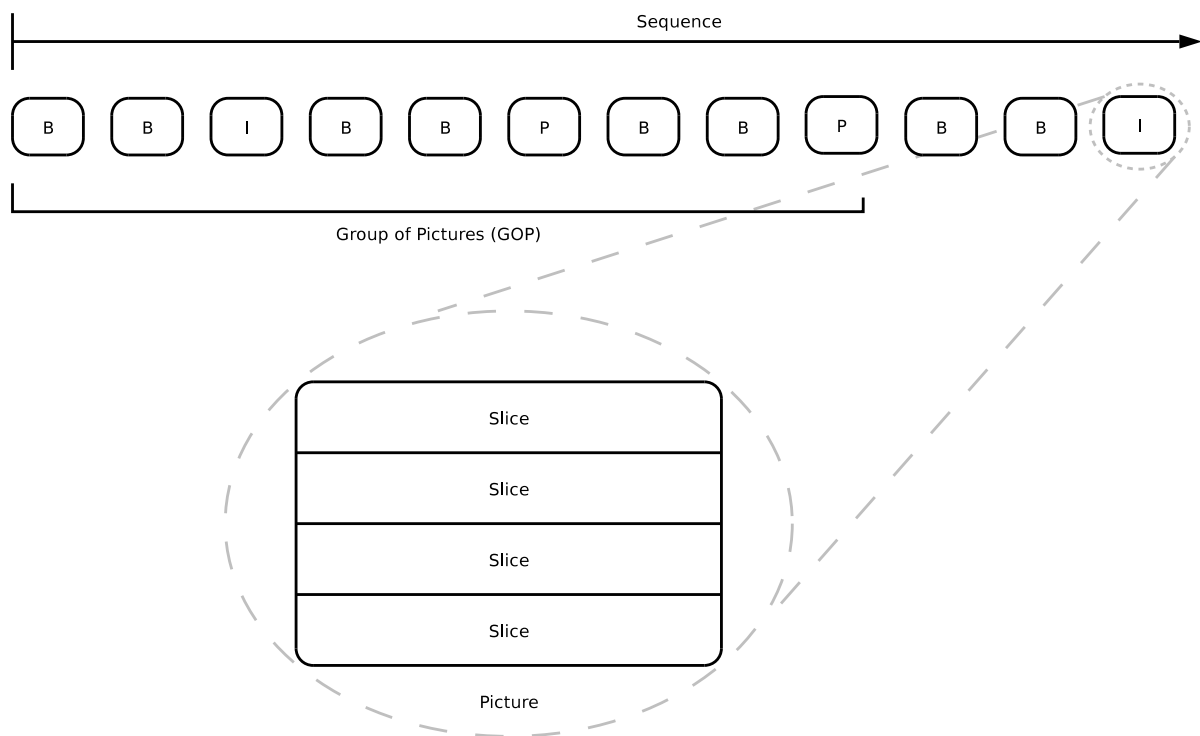 Sequence
B B I B B P B B P B B I
Group of Pictures (GOP)
Slice
Slice
Slice
Slice
Picture